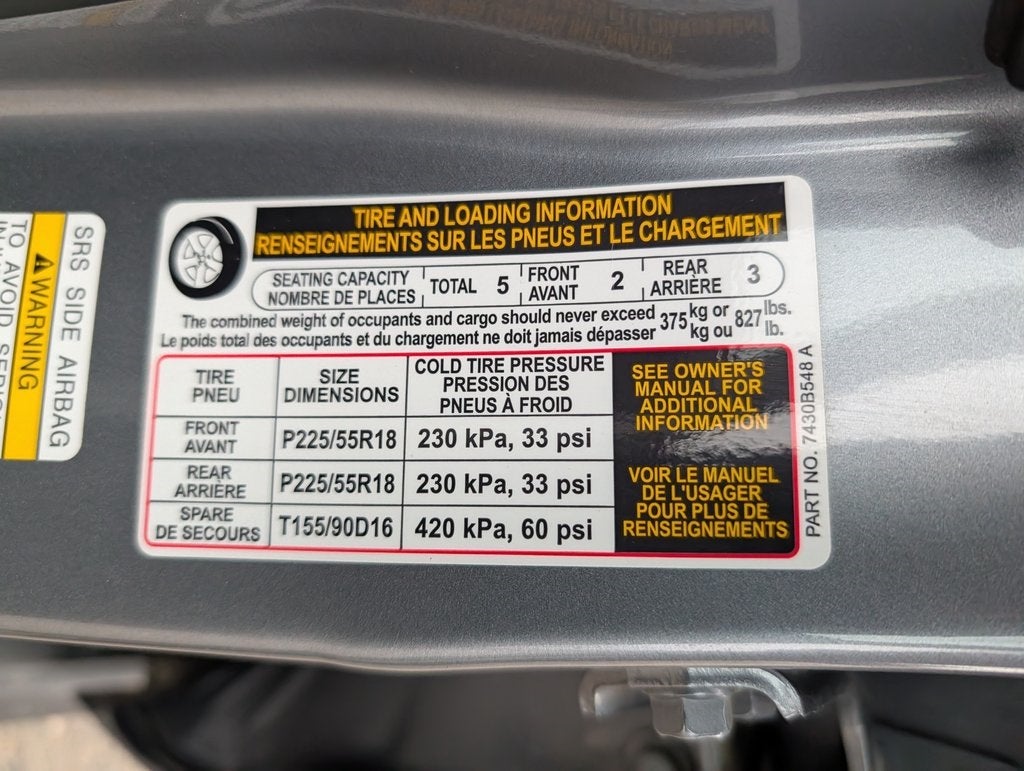 TIRE AND LOADING INFORMATION
RENSEIGNEMENTS SUR LES PNEUS ET LE CHARGEMENT
SEATING CAPACITY
NOMBRE DE PLACES
TOTAL 5
FRONT
AVANT
2
REAR
ARRIÈRE
3
The combined weight of occupants and cargo should never exceed
Le poids total des occupants et du chargement ne doit jamais dépasser
375
kg or
kg ou
827
lbs.
lb.
TIRE
PNEU
SIZE
DIMENSIONS
COLD TIRE PRESSURE
PRESSION DES
PNEUS À FROID
FRONT
AVANT
P225/55R18
230 kPa, 33 psi
REAR
ARRIÈRE
P225/55R18
230 kPa, 33 psi
SPARE
DE SECOURS
T155/90D16
420 kPa, 60 psi
SEE OWNER'S
MANUAL FOR
ADDITIONAL
INFORMATION
VOIR LE MANUEL
DE L'USAGER
POUR PLUS DE
RENSEIGNEMENTS
PART NO. 7430B548 A
SRS SIDE AIRBAG
WARNING
TO AVOID